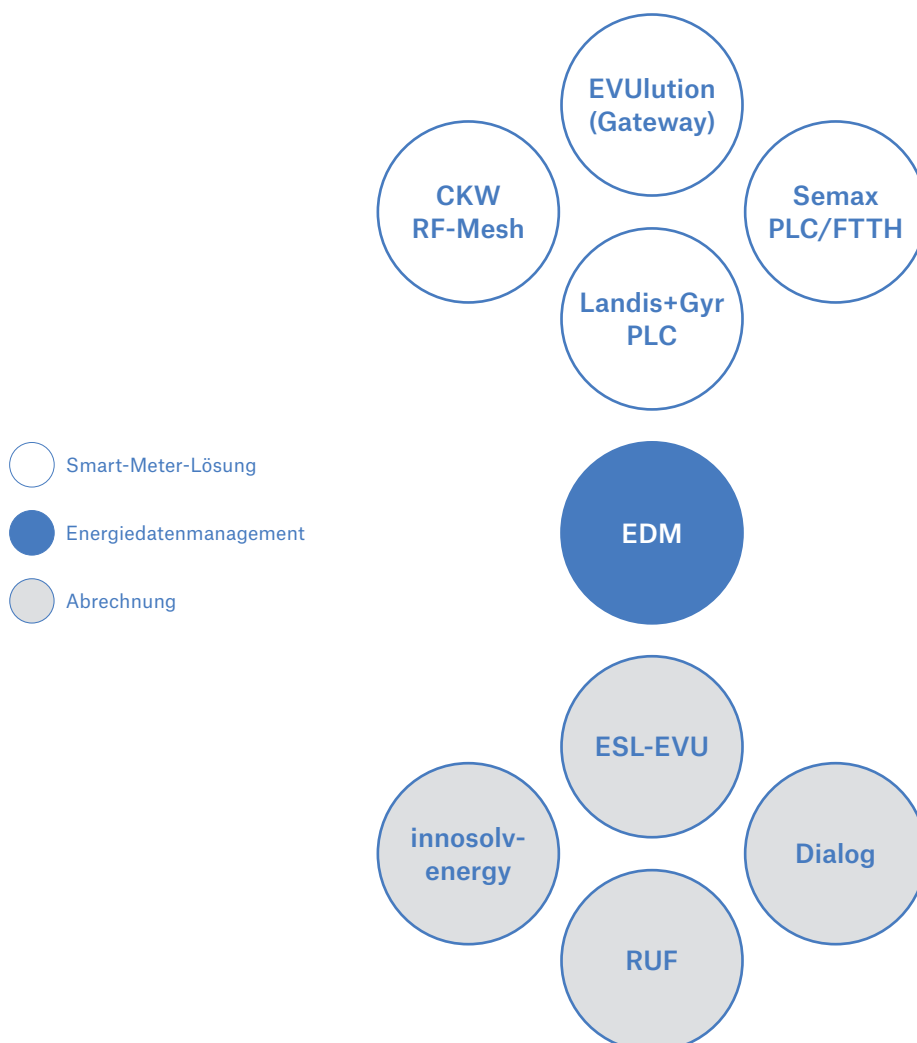 EVUlution
(Gateway)
CKW
RF-Mesh
Semax
PLC/FTTH
Landis+Gyr
PLC
Smart-Meter-Lösung
Energiedatenmanagement
Abrechnung
EDM
ESL-EVU
innosolv-
energy
Dialog
RUF